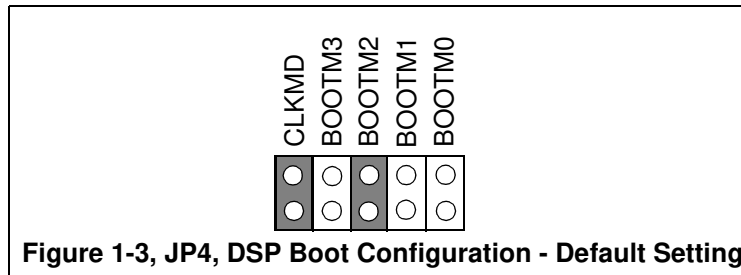 CLKMD
BOOTM3
BOOTM2
BOOTM1
BOOTM0
Figure 1-3, JP4, DSP Boot Configuration - Default Setting